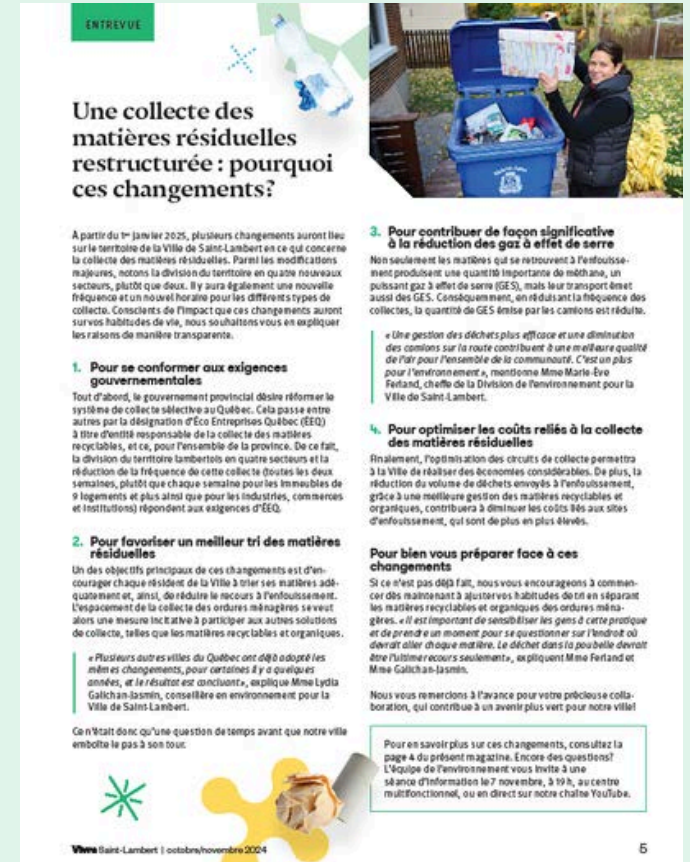 ENTREVUE
Une collecte des
matières résiduelles
restructurée : pourquoi
ces changements?
À partir du 1er janvier 2025, plusieurs changements auront lieu
sur le territoire de la Ville de Saint-Lambert en ce qui concerne
la collecte des matières résiduelles. Parmi les modifications
majeures, notons la division du territoire en quatre nouveaux
secteurs, plutôt que deux. Il y aura également une nouvelle
fréquence et un nouvel horaire pour les différents types de
collecte. Conscients de l'impact que ces changements auront
sur vos habitudes de vie, nous souhaitons vous en expliquer
les raisons de manière transparente.
1. Pour se conformer aux exigences
gouvernementales
Tout d'abord, le gouvernement provincial désire réformer le
système de collecte sélective au Québec. Cela passe entre
autres par la désignation d'Éco Entreprises Québec (ÉEQ)
à titre d'entité responsable de la collecte des matières
recyclables, et ce, pour l'ensemble de la province. De ce fait,
la division du territoire lambertois en quatre secteurs et la
réduction de la fréquence de cette collecte (toutes les deux
semaines, plutôt que chaque semaine pour les immeubles de
9 logements et plus ainsi que pour les industries, commerces
et institutions) répondent aux exigences d'ÉEQ.
2. Pour favoriser un meilleur tri des matières
résiduelles
Un des objectifs principaux de ces changements est d'en-
courager chaque résident de la Ville à trier ses matières adé-
quatement et, ainsi, de réduire le recours à l'enfouissement.
L'espacement de la collecte des ordures ménagères se veut
alors une mesure incitative à participer aux autres solutions
de collecte, telles que les matières recyclables et organiques.
« Plusieurs autres villes du Québec ont déjà adopté les
mêmes changements, pour certaines il y a quelques
années, et le résultat est concluant », explique Mme Lydia
Galichan-Jasmin, conseillère en environnement pour la
Ville de Saint-Lambert.
Ce n'était donc qu'une question de temps avant que notre ville
emboîte le pas à son tour.
3. Pour contribuer de façon significative
à la réduction des gaz à effet de serre
Non seulement les matières qui se retrouvent à l'enfouisse-
ment produisent une quantité importante de méthane, un
puissant gaz à effet de serre (GES), mais leur transport émet
aussi des GES. Conséquemment, en réduisant la fréquence des
collectes, la quantité de GES émise par les camions est réduite.
« Une gestion des déchets plus efficace et une diminution
des camions sur la route contribuent à une meilleure qualité
de l'air pour l'ensemble de la communauté. C'est un plus
pour l'environnement », mentionne Mme Marie-Ève
Ferland, cheffe de la Division de l'environnement pour la
Ville de Saint-Lambert.
4. Pour optimiser les coûts reliés à la collecte
des matières résiduelles
Finalement, l'optimisation des circuits de collecte permettra
à la Ville de réaliser des économies considérables. De plus, la
réduction du volume de déchets envoyés à l'enfouissement,
grâce à une meilleure gestion des matières recyclables et
organiques, contribuera à diminuer les coûts liés aux sites
d'enfouissement, qui sont de plus en plus élevés.
Pour bien vous préparer face à ces
changements
Si ce n'est pas déjà fait, nous vous encourageons à commen-
cer dès maintenant à ajuster vos habitudes de tri en séparant
les matières recyclables et organiques des ordures ména-
gères. « Il est important de sensibiliser les gens à cette pratique
et de prendre un moment pour se questionner sur l'endroit où
devrait aller chaque matière. Le déchet dans la poubelle devrait
être l'ultime recours seulement », expliquent Mme Ferland et
Mme Galichan-Jasmin.
Nous vous remercions à l'avance pour votre précieuse colla-
boration, qui contribue à un avenir plus vert pour notre ville!
Pour en savoir plus sur ces changements, consultez la
page 4 du présent magazine. Encore des questions?
L'équipe de l'environnement vous invite à une
séance d'information le 7 novembre, à 19 h, au centre
multifonctionnel, ou en direct sur notre chaîne YouTube.
Vivre Saint-Lambert | octobre/novembre 2024
5